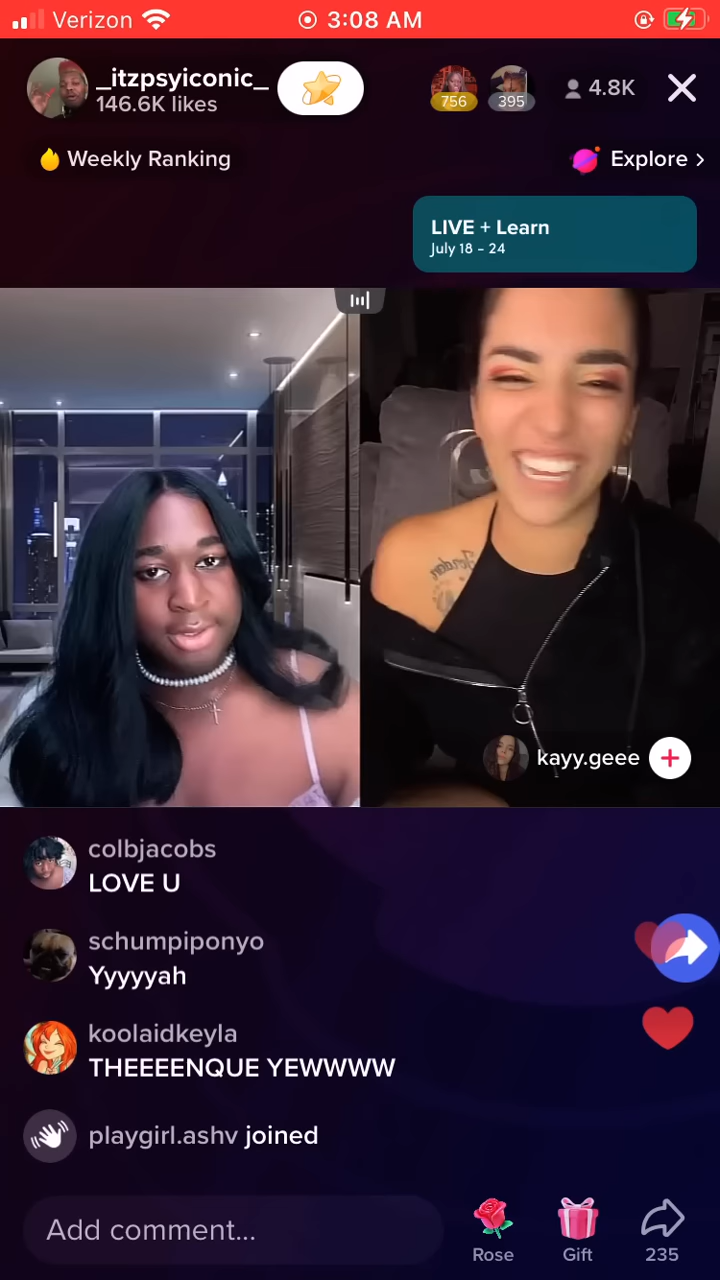 Verizon 3:08 AM
_itzpsyiconic_
146.6K likes
756 395 4.8K
Weekly Ranking
Explore >
LIVE + Learn
July 18 - 24
Jordan
kayy.geee
colbjacobs
LOVE U
schumpiponyo
Yyyyyah
koolaidkeyla
THEEEENQUE YEWWWW
playgirl.ashv joined
Add comment...
Rose Gift 235